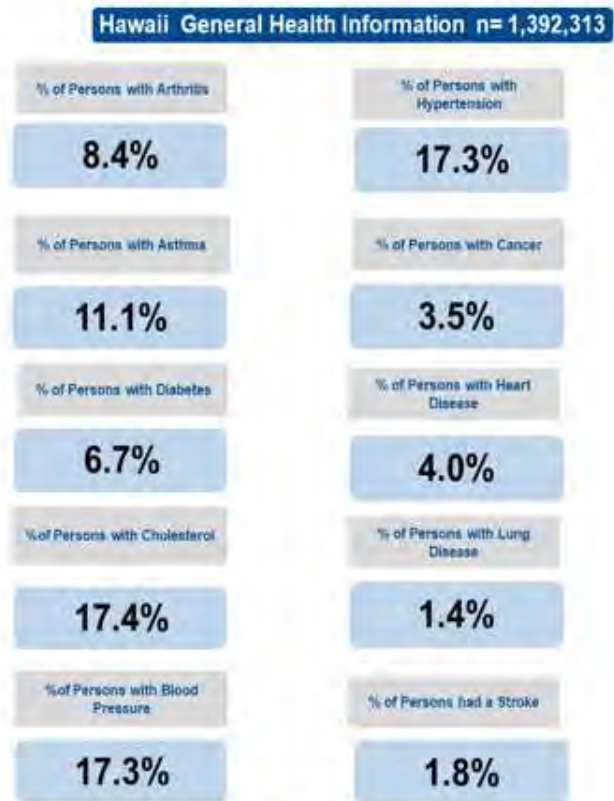 Hawaii General Health Information n= 1,392,313
% of Persons with Arthritis
8.4%
% of Persons with
Hypertension
17.3%
% of Persons with Asthma
11.1%
% of Persons with Cancer
3.5%
% of Persons with Diabetes
6.7%
% of Persons with Heart
Disease
4.0%
%of Persons with Cholesterol
17.4%
% of Persons with Lung
Disease
1.4%
%of Persons with Blood
Pressure
17.3%
% of Persons had a Stroke
1.8%